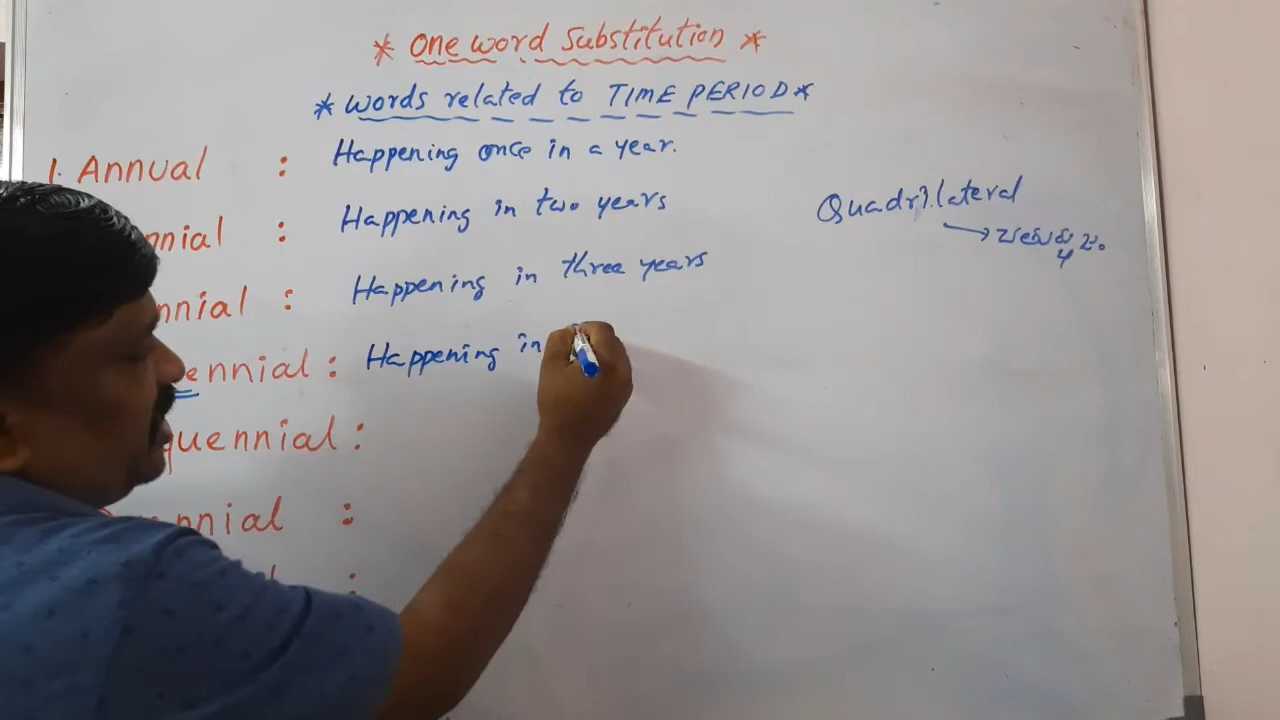 * One word Substitution *
* words related to TIME PERIOD *
1. Annual : Happening once in a year.
nnial : Happening in two years
nnial : Happening in three years
ennial : Happening in
quennial :
nnial :
:
Quadrilateral
4